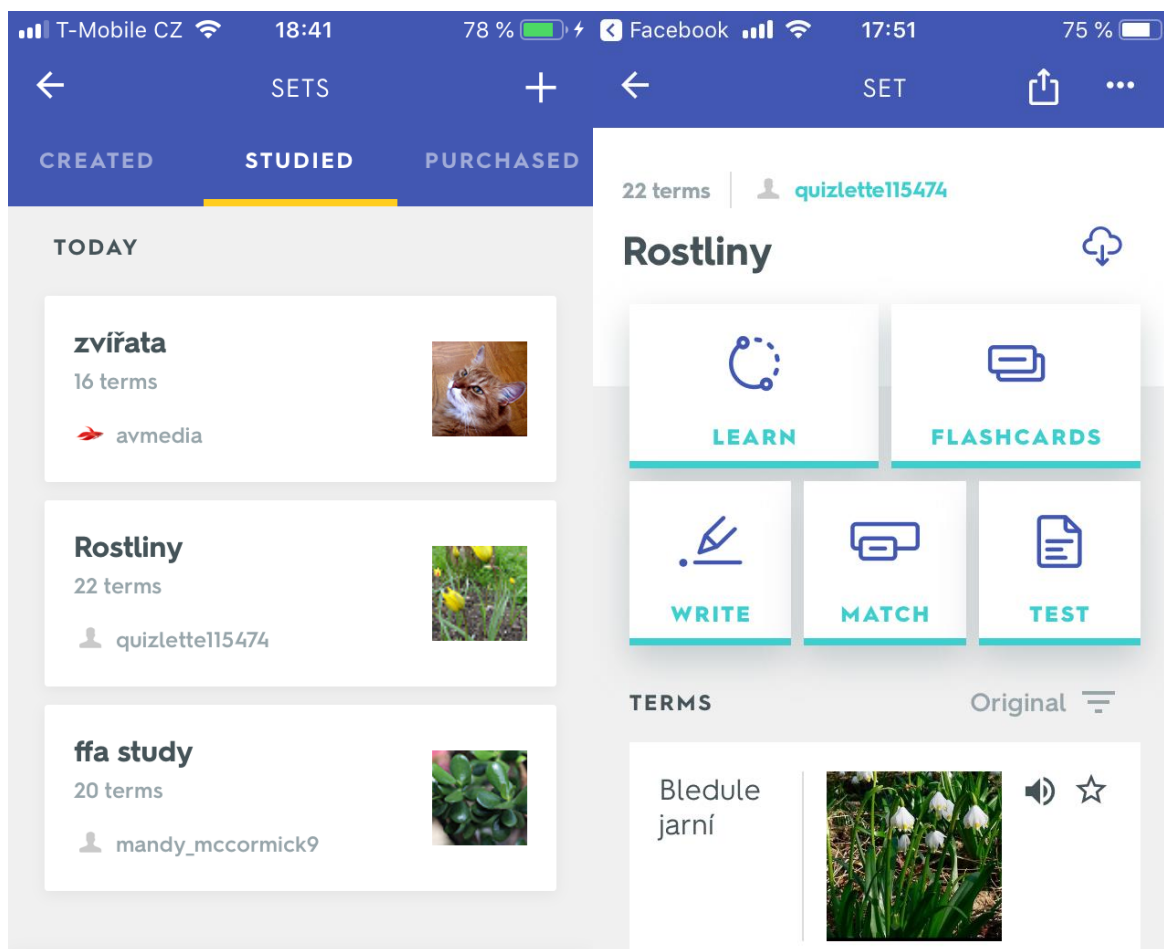 T-Mobile CZ 18:41 78 %
SETS
CREATED STUDIED PURCHASED
TODAY
zvířata
16 terms
avmedia
Rostliny
22 terms
quizlette115474
ffa study
20 terms
mandy_mccormick9
Facebook 17:51 75 %
SET
22 terms quizlette115474
Rostliny
LEARN FLASHCARDS
WRITE MATCH TEST
TERMS Original
Bledule
jarní